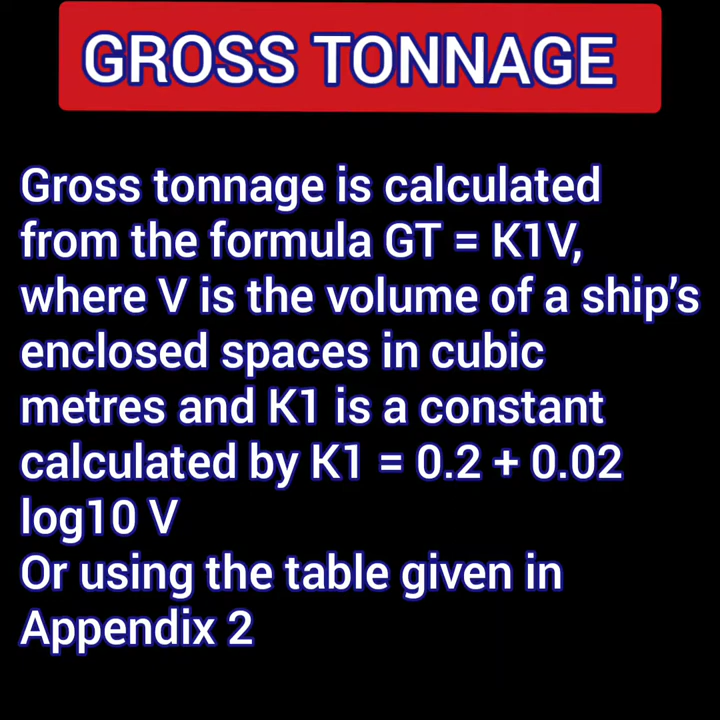 GROSS TONNAGE
Gross tonnage is calculated
from the formula GT = K1V,
where V is the volume of a ship’s
enclosed spaces in cubic
metres and K1 is a constant
calculated by K1 = 0.2 + 0.02
log10 V
Or using the table given in
Appendix 2